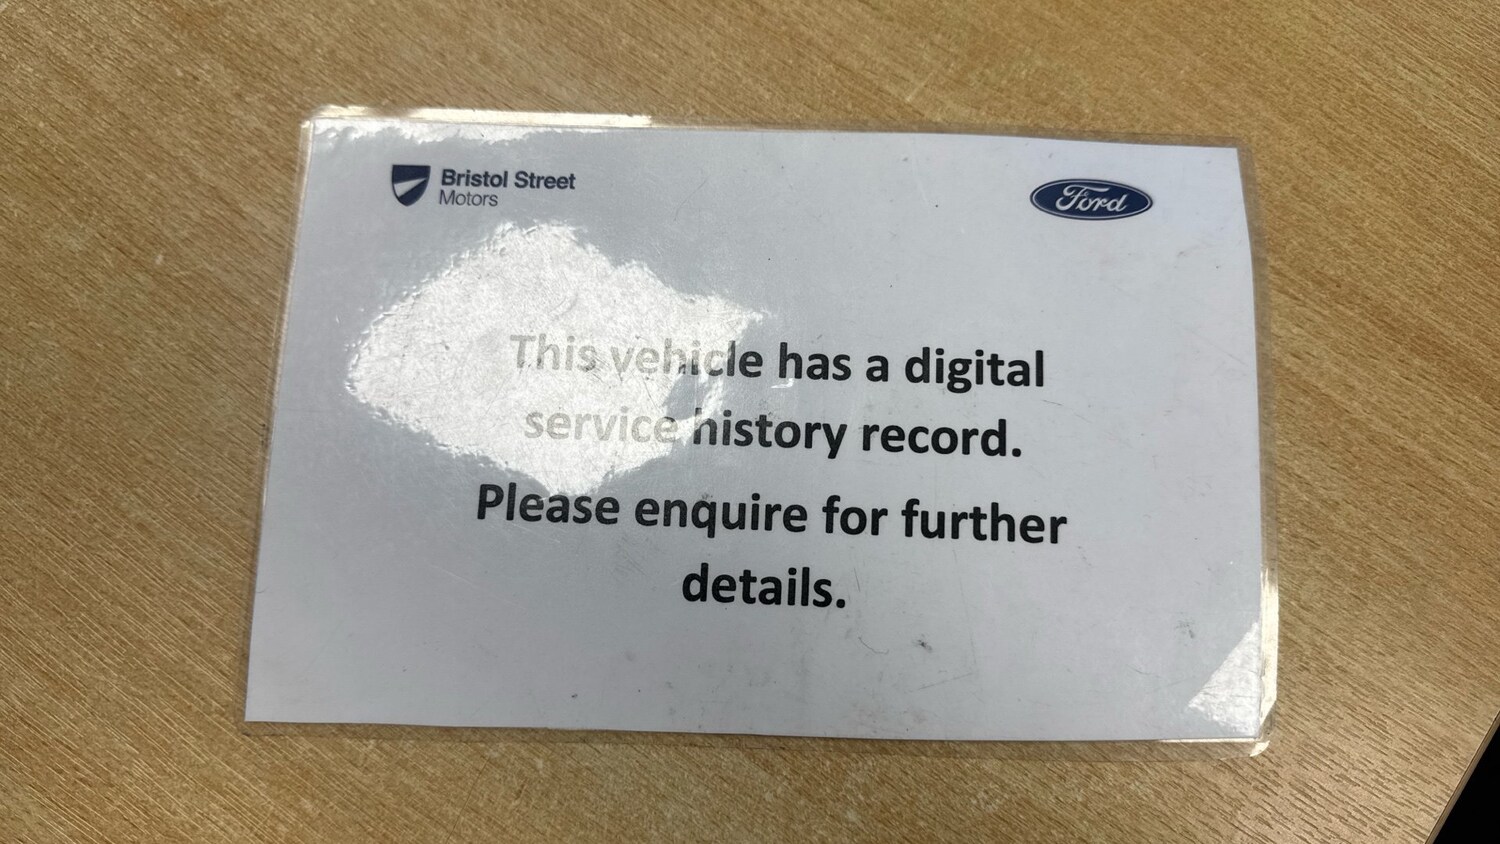 Bristol Street
Motors
Ford
This vehicle has a digital
service history record.
Please enquire for further
details.